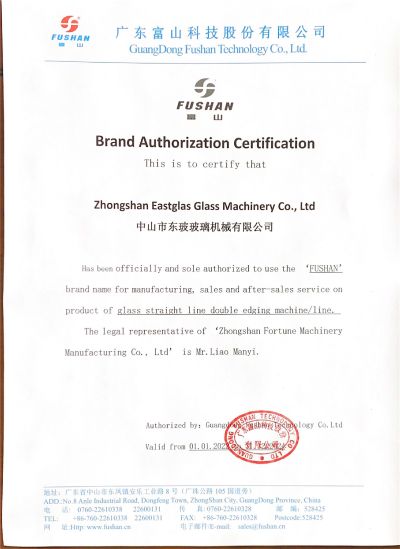 FUSHAN
富山
广东富山科技股份有限公司
GuangDong Fushan Technology Co., Ltd.
FUSHAN
富山
Brand Authorization Certification
This is to certify that
Zhongshan Eastglas Glass Machinery Co., Ltd
中山市东玻玻璃机械有限公司
Has been officially and sole authorized to use the ‘FUSHAN’
brand name for manufacturing, sales and after-sales service on
product of glass straight line double edging machine/line.
The legal representative of ‘Zhongshan Fortune Machinery
Manufacturing Co., Ltd’ is Mr. Liao Manyi.
Authorized by: GuangDong Fushan Technology Co.Ltd
Valid from 01.01.
地址: 广东省中山市东凤镇安乐工业路 8 号 (广珠公路 105 国道旁)
ADD.:No.8 Anle Industrial Road, Dongfeng Town, ZhongShan City, GuangDong Province, China
电 话: 0760-22610328 22600131 传 真: 0760-22610328 邮 编: 528425
TEL: +86-760-22610338 22600131 FAX: +86-760-22610328 Postcode:528425
网 址:Http www.fushan.cn 电子邮件/E-mail: sales@fushan.cn